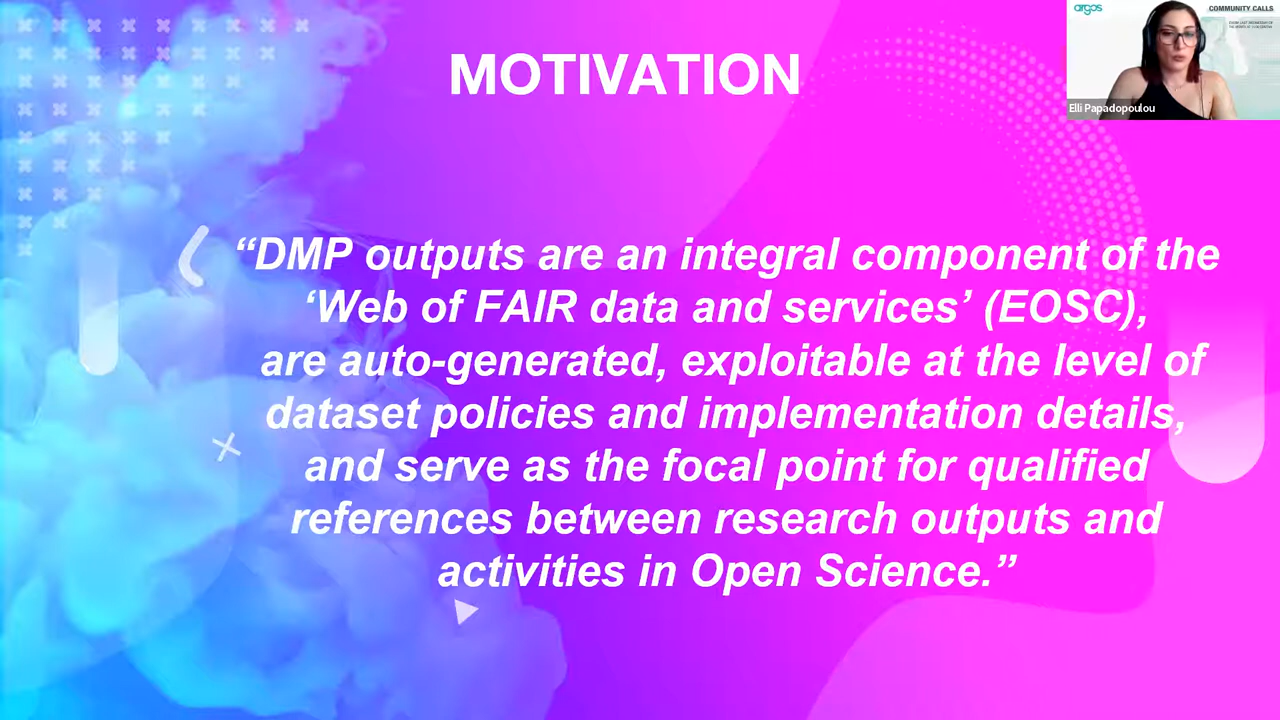 MOTIVATION
argos
COMMUNITY CALLS
Elli Papadopoulou
“DMP outputs are an integral component of the
‘Web of FAIR data and services’ (EOSC),
are auto-generated, exploitable at the level of
dataset policies and implementation details,
and serve as the focal point for qualified
references between research outputs and
activities in Open Science.”